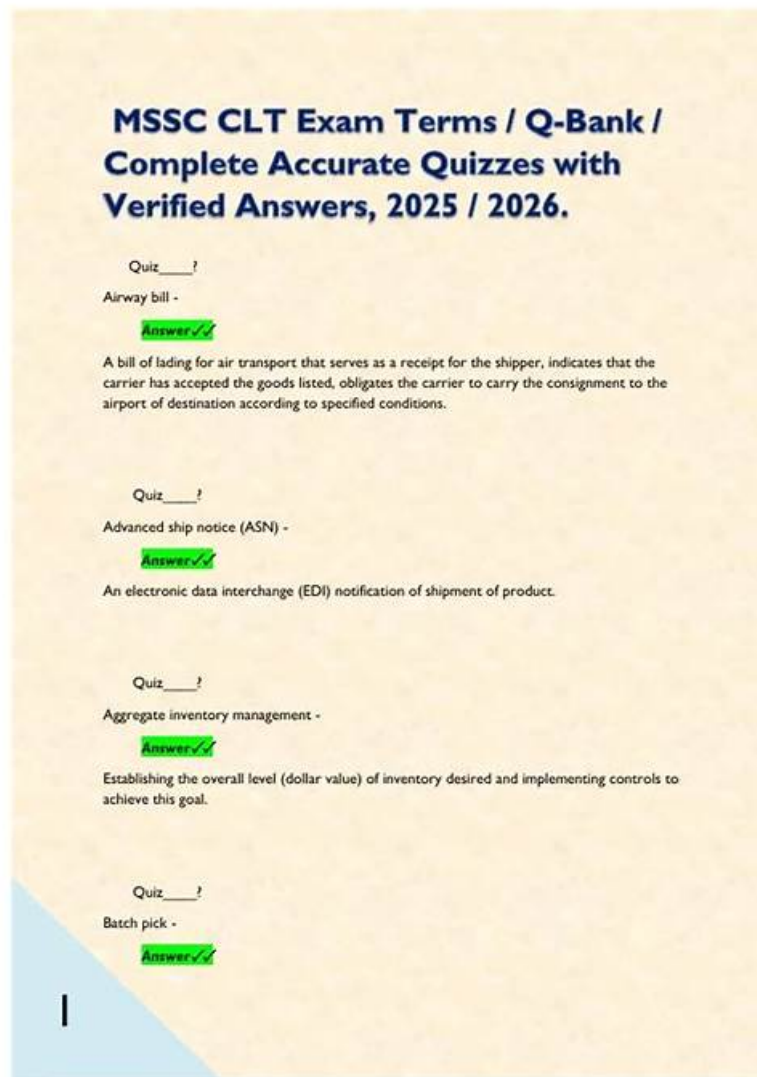 MSSC CLT Exam Terms / Q-Bank /
Complete Accurate Quizzes with
Verified Answers, 2025 / 2026.
Quiz____?
Airway bill -
Answer✓✓
A bill of lading for air transport that serves as a receipt for the shipper, indicates that the
carrier has accepted the goods listed, obligates the carrier to carry the consignment to the
airport of destination according to specified conditions.
Quiz____?
Advanced ship notice (ASN) -
Answer✓✓
An electronic data interchange (EDI) notification of shipment of product.
Quiz____?
Aggregate inventory management -
Answer✓✓
Establishing the overall level (dollar value) of inventory desired and implementing controls to
achieve this goal.
Quiz____?
Batch pick -
Answer✓✓
1